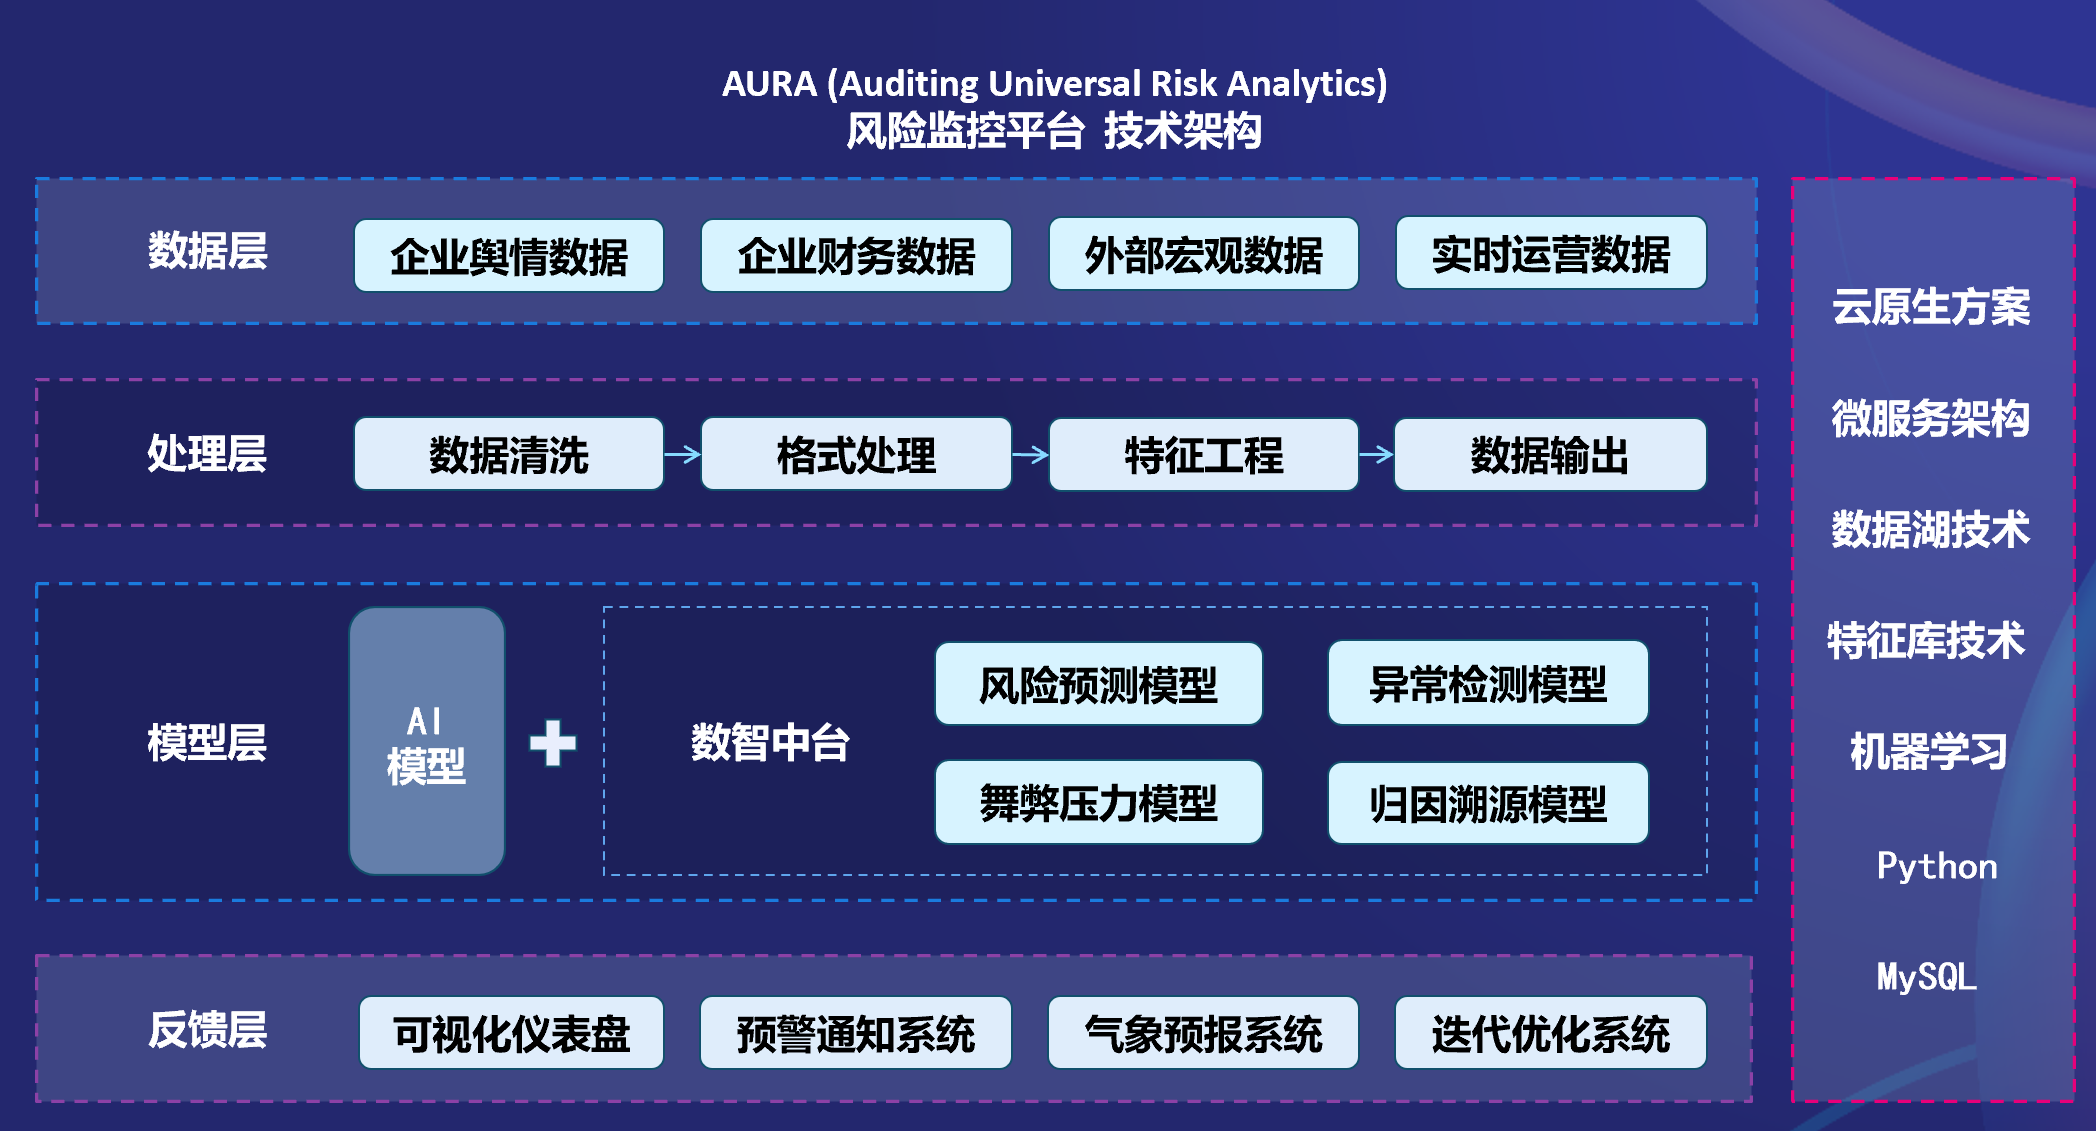 AURA (Auditing Universal Risk Analytics)
风险监控平台 技术架构
数据层
企业舆情数据
企业财务数据
外部宏观数据
实时运营数据
处理层
数据清洗
格式处理
特征工程
数据输出
模型层
AI
模型
数智中台
风险预测模型
异常检测模型
舞弊压力模型
归因溯源模型
反馈层
可视化仪表盘
预警通知系统
气象预报系统
迭代优化系统
云原生方案
微服务架构
数据湖技术
特征库技术
机器学习
Python
MySQL